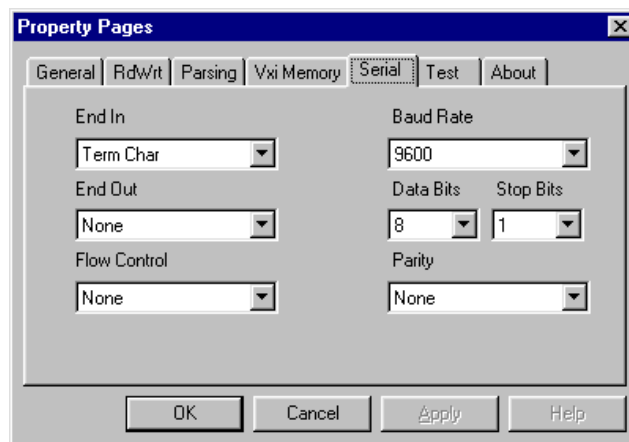 Property Pages
General RdWrt Parsing Vxi Memory Serial Test About
End In Baud Rate
Term Char 9600
End Out Data Bits Stop Bits
None 8 1
Flow Control Parity
None None
OK Cancel Apply Help